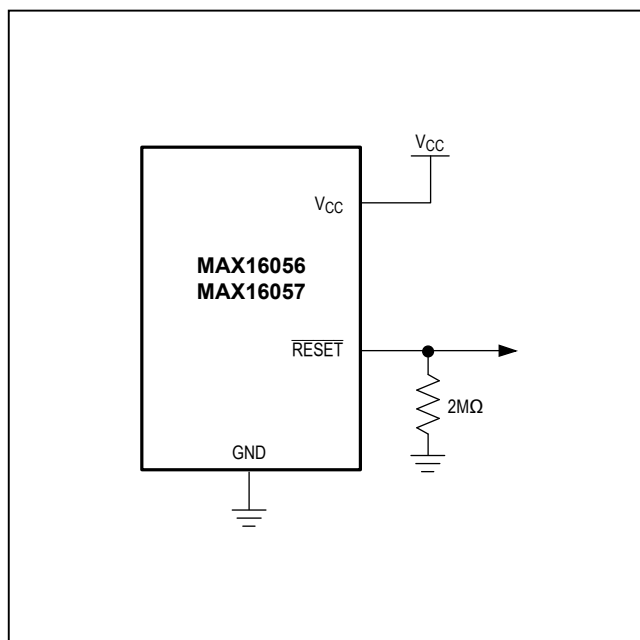 VCC
VCC
MAX16056
MAX16057
RESET
2MΩ
GND